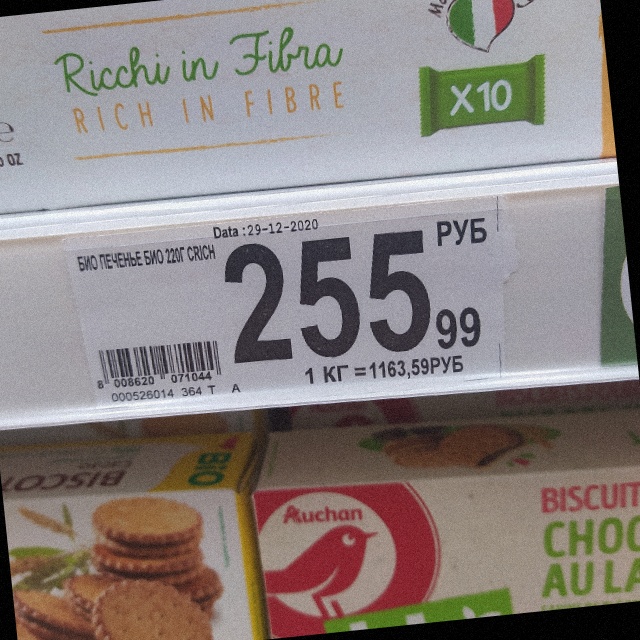 Ricchi in Fibra
RICH IN FIBRE
X10
OZ
Data :29-12-2020
БИО ПЕЧЕНЬЕ БИО 220Г CRICH
255
99
РУБ
8 008620 071044
000526014 364 T A
1 КГ =1163,59РУБ
BIO
Auchan
BISCUIT
CHOC
AU LA